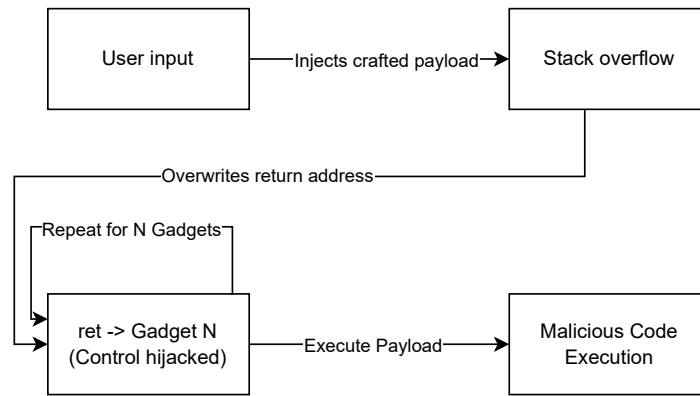 User input
Injects crafted payload
Stack overflow
Overwrites return address
Repeat for N Gadgets
ret -> Gadget N
(Control hijacked)
Execute Payload
Malicious Code
Execution